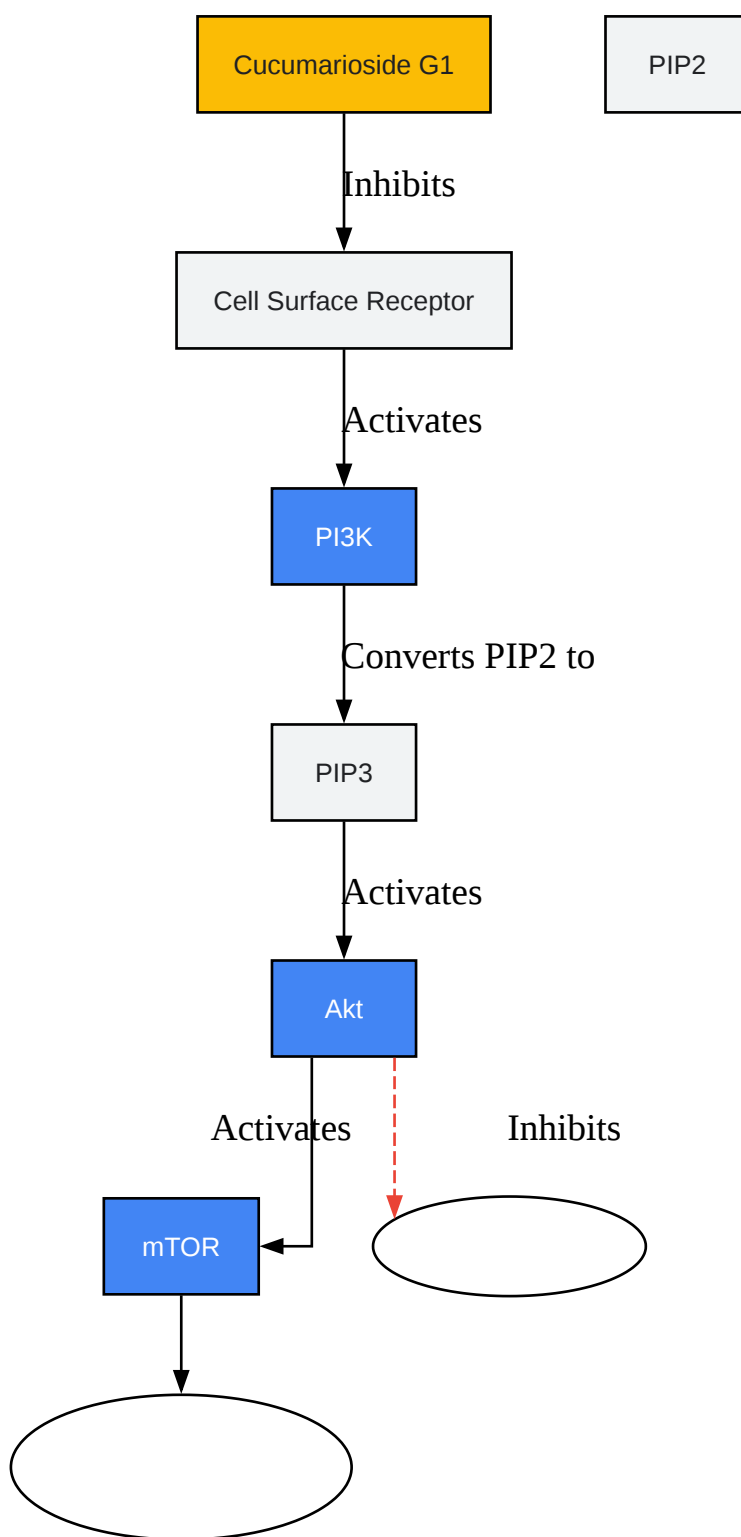 Cucumarioside G1
PIP2
Inhibits
Cell Surface Receptor
Activates
PI3K
Converts PIP2 to
PIP3
Activates
Akt
Activates
Inhibits
mTOR